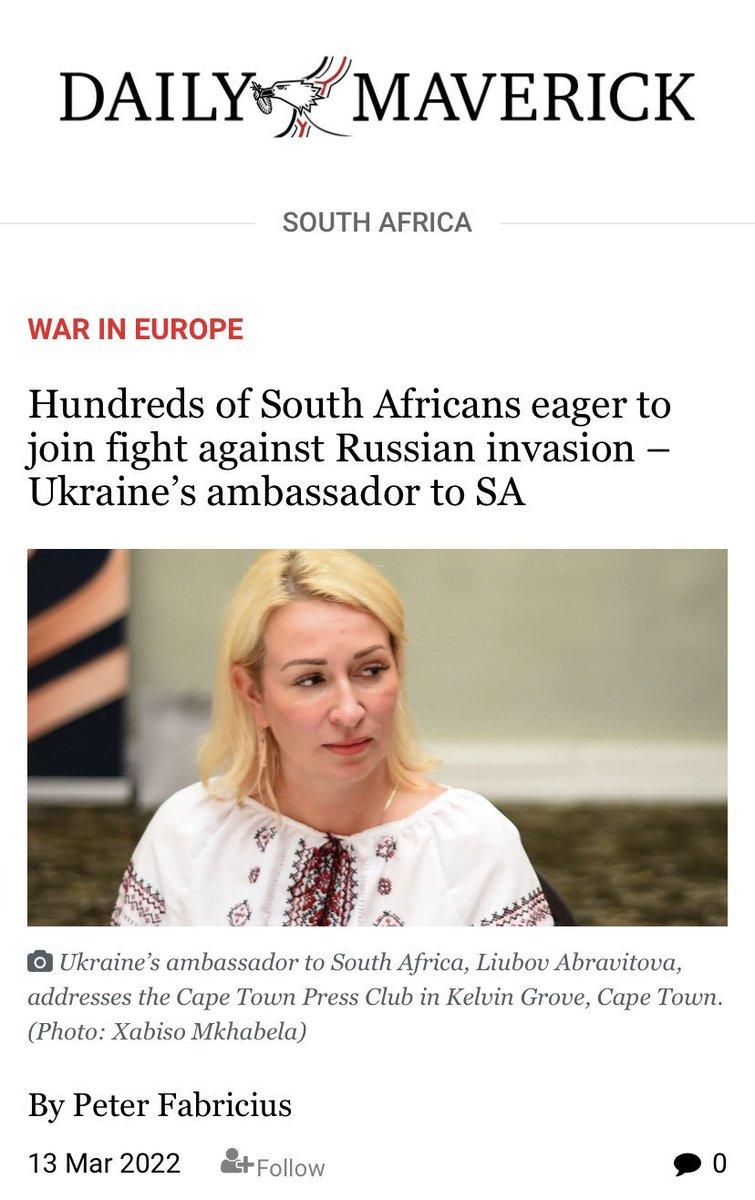 DAILY MAVERICK
SOUTH AFRICA
WAR IN EUROPE
Hundreds of South Africans eager to
join fight against Russian invasion –
Ukraine's ambassador to SA
Ukraine's ambassador to South Africa, Liubov Abravitova,
addresses the Cape Town Press Club in Kelvin Grove, Cape Town.
(Photo: Xabiso Mkhabela)
By Peter Fabricius
13 Mar 2022 Follow 0